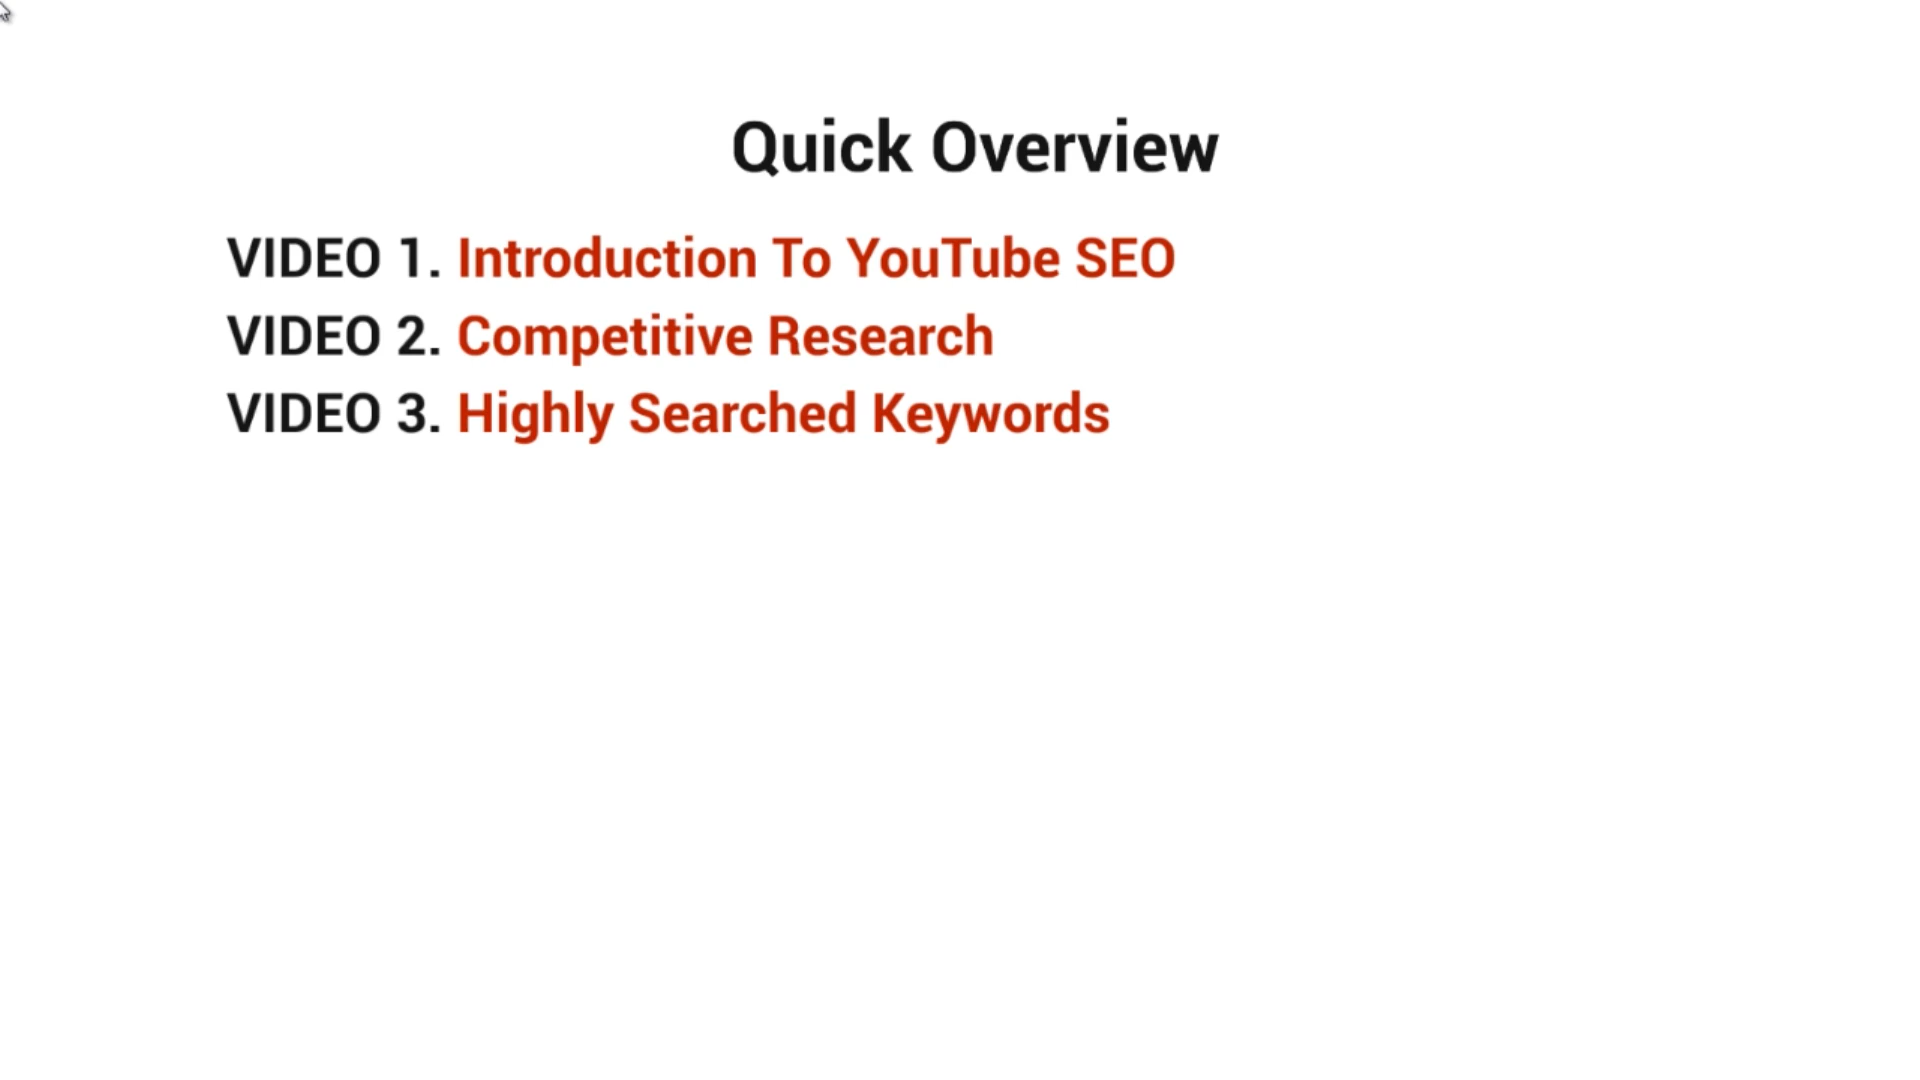 Quick Overview
VIDEO 1. Introduction To YouTube SEO
VIDEO 2. Competitive Research
VIDEO 3. Highly Searched Keywords